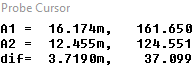 Probe Cursor
A1 = 16.174m, 161.650
A2 = 12.455m, 124.551
dif= 3.7190m, 37.099